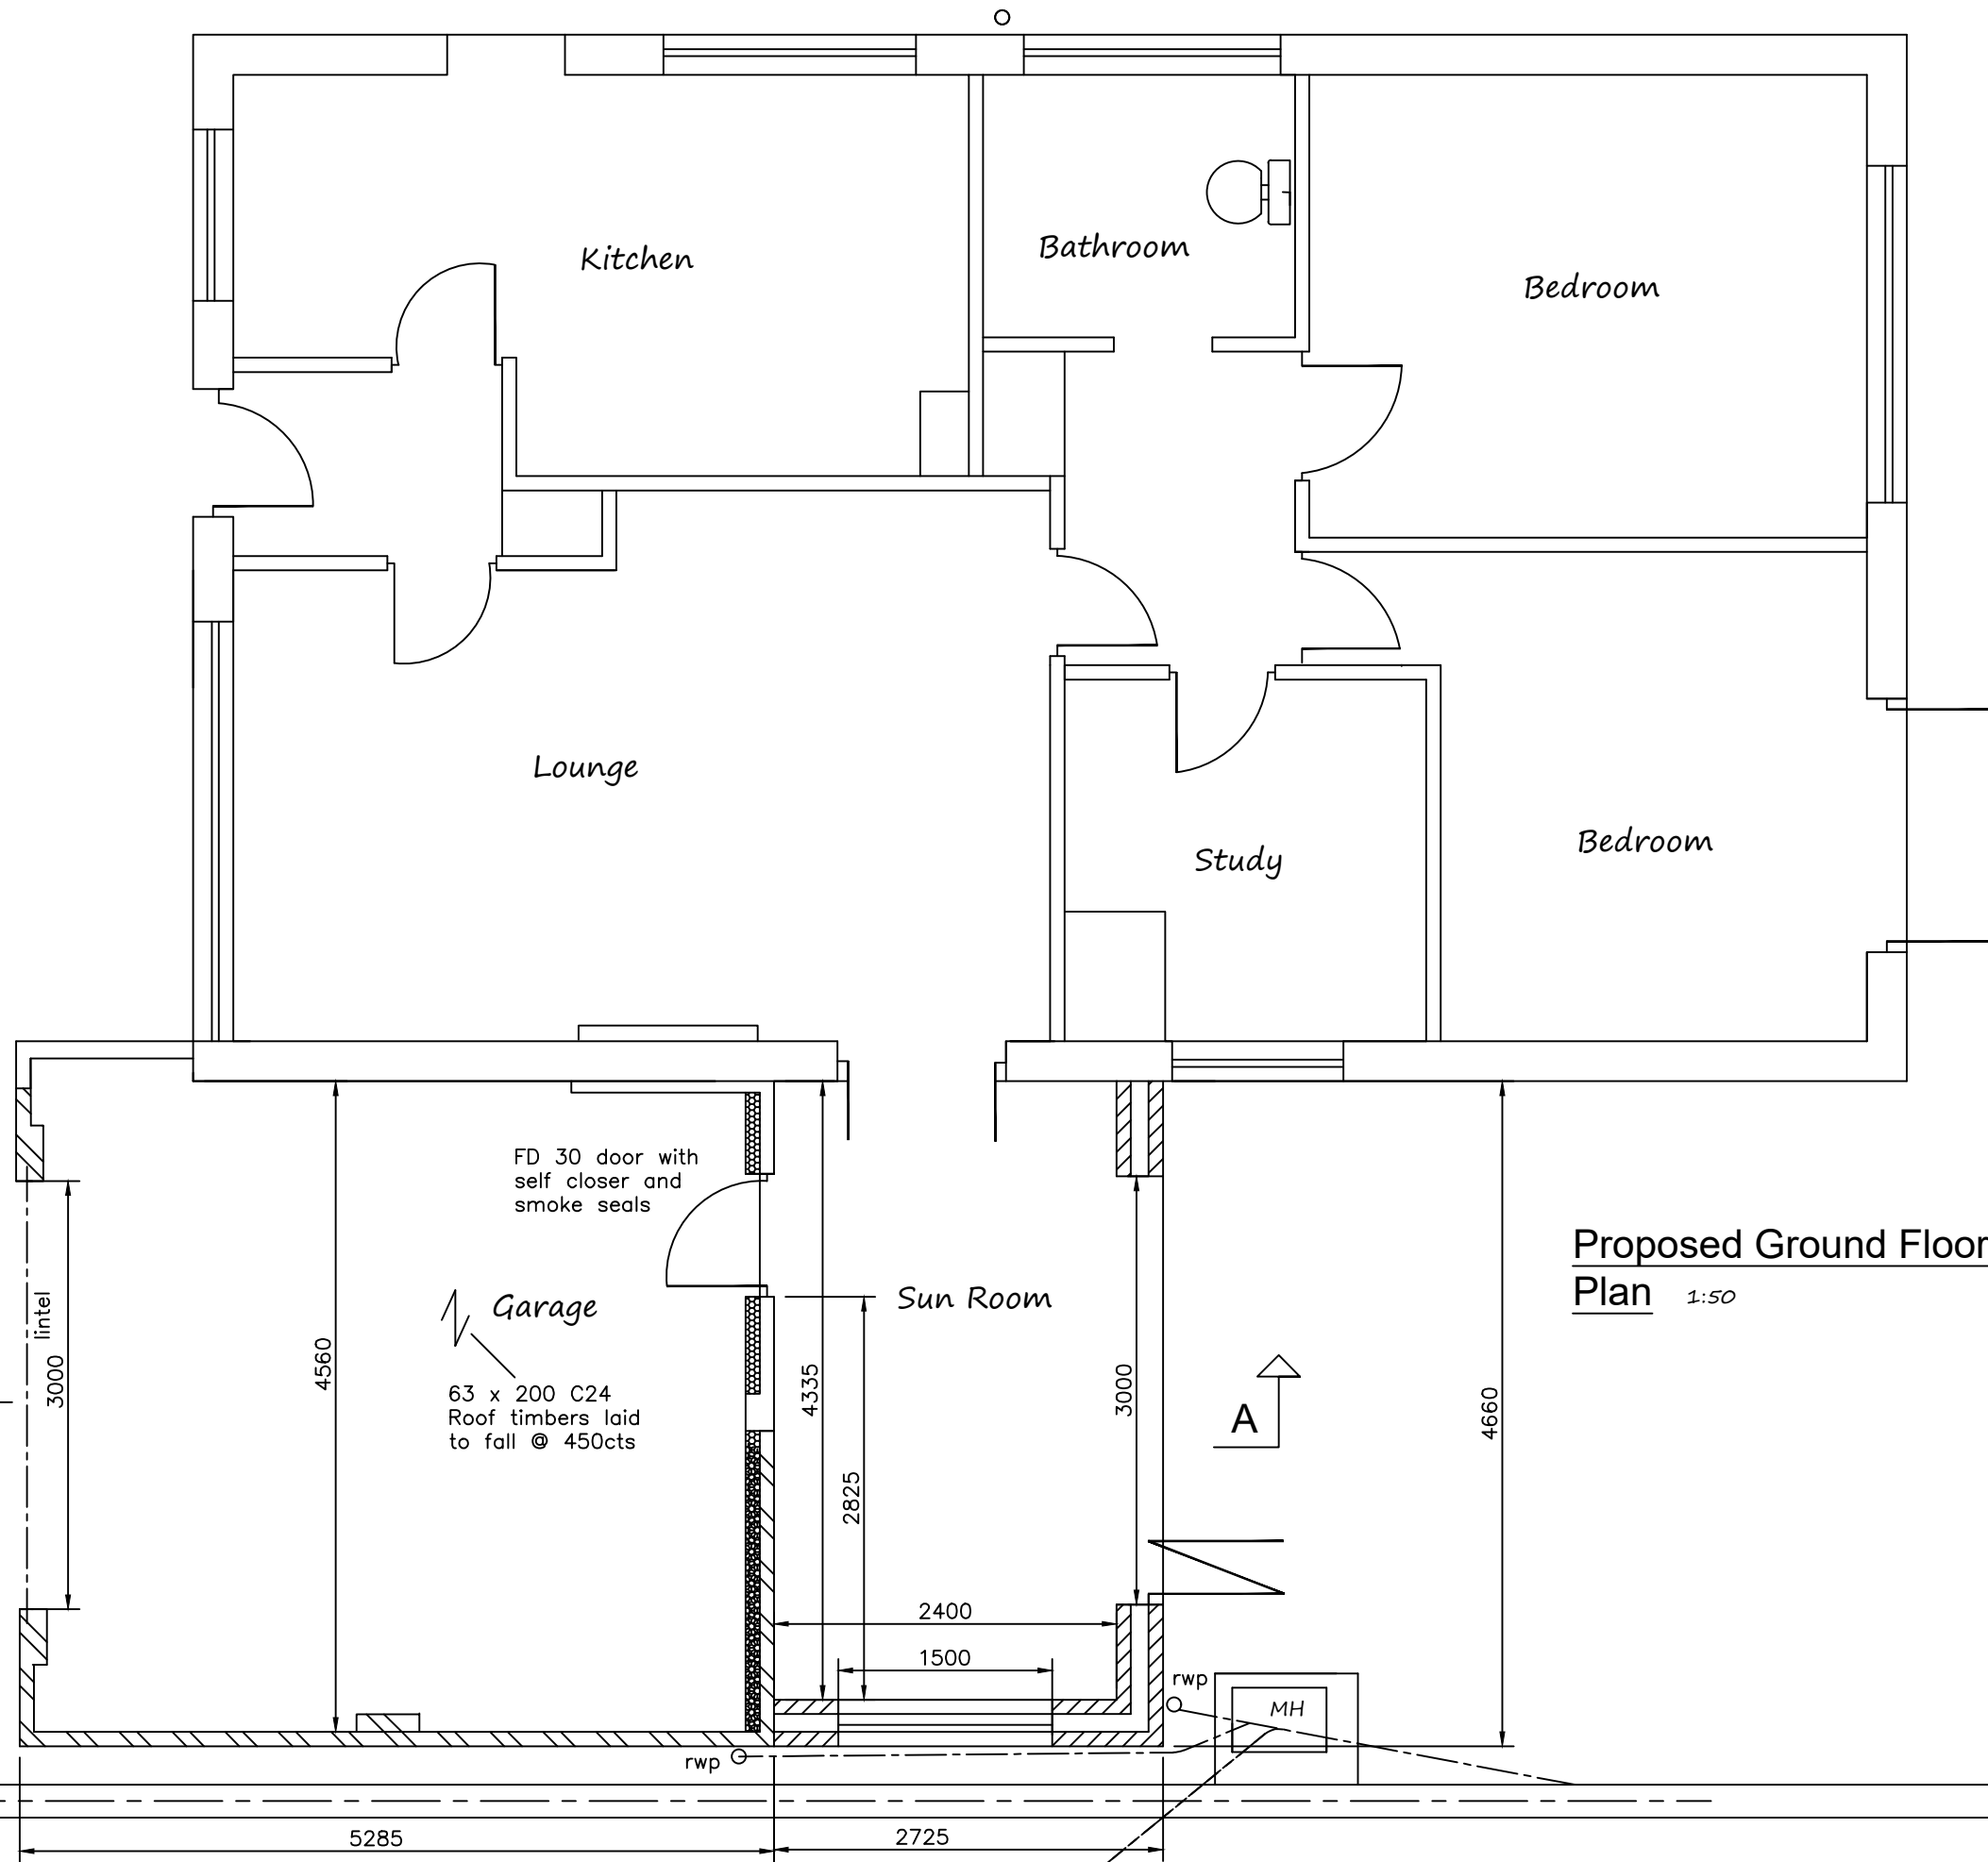 Kitchen
Bathroom
Bedroom
Lounge
Study
Bedroom
FD 30 door with
self closer and
smoke seals
Proposed Ground Floor
Plan 1:50
lintel
3000
4560
Garage
63 x 200 C24
Roof timbers laid
to fall @ 450cts
Sun Room
4335
2825
3000
A
4660
2400
1500
rwp
MH
rwp
5285
2725